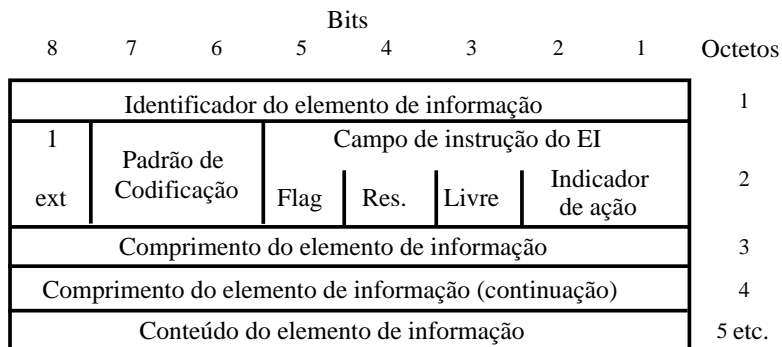 Bits
8 7 6 5 4 3 2 1 Octetos
Identificador do elemento de informação 1
1 Campo de instrução do EI
Padrão de
Codificação
ext Flag Res. Livre Indicador
de ação
2
Comprimento do elemento de informação 3
Comprimento do elemento de informação (continuação) 4
Conteúdo do elemento de informação 5 etc.